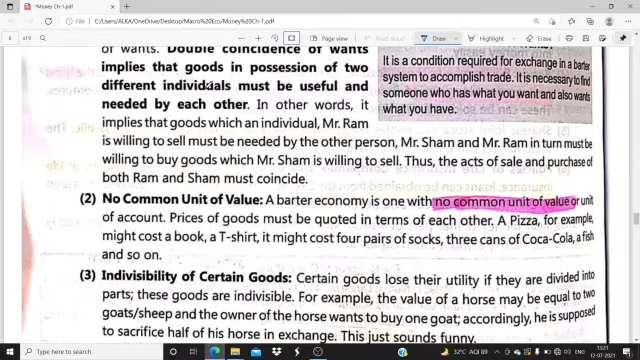 *Money Ch-1.pdf
File | C:/Users/ALKA/OneDrive/Desktop/Macro%20Eco/Money%20Ch-1.pdf
of 9
Page view
Read aloud
Add text
Draw
Highlight
Erase
of wants. Double coincidence of wants
implies that goods in possession of two
different individuals must be useful and
needed by each other. In other words, it
implies that goods which an individual, Mr. Ram
is willing to sell must be needed by the other person, Mr. Sham and Mr. Ram in turn must be
willing to buy goods which Mr. Sham is willing to sell. Thus, the acts of sale and purchase of
both Ram and Sham must coincide.
It is a condition required for exchange in a barter
system to accomplish trade. It is necessary to find
someone who has what you want and also wants
what you have.
(2) No Common Unit of Value: A barter economy is one with no common unit of value or unit
of account. Prices of goods must be quoted in terms of each other. A Pizza, for example,
might cost a book, a T-shirt, it might cost four pairs of socks, three cans of Coca-Cola, a fish
and so on.
(3) Indivisibility of Certain Goods: Certain goods lose their utility if they are divided into
parts; these goods are indivisible. For example, the value of a horse may be equal to two
goats/sheep and the owner of the horse wants to buy one goat; accordingly, he is supposed
to sacrifice half of his horse in exchange. This just sounds funny.
Type here to search
32°C AQI 89
ENG
15:21
12-07-2021